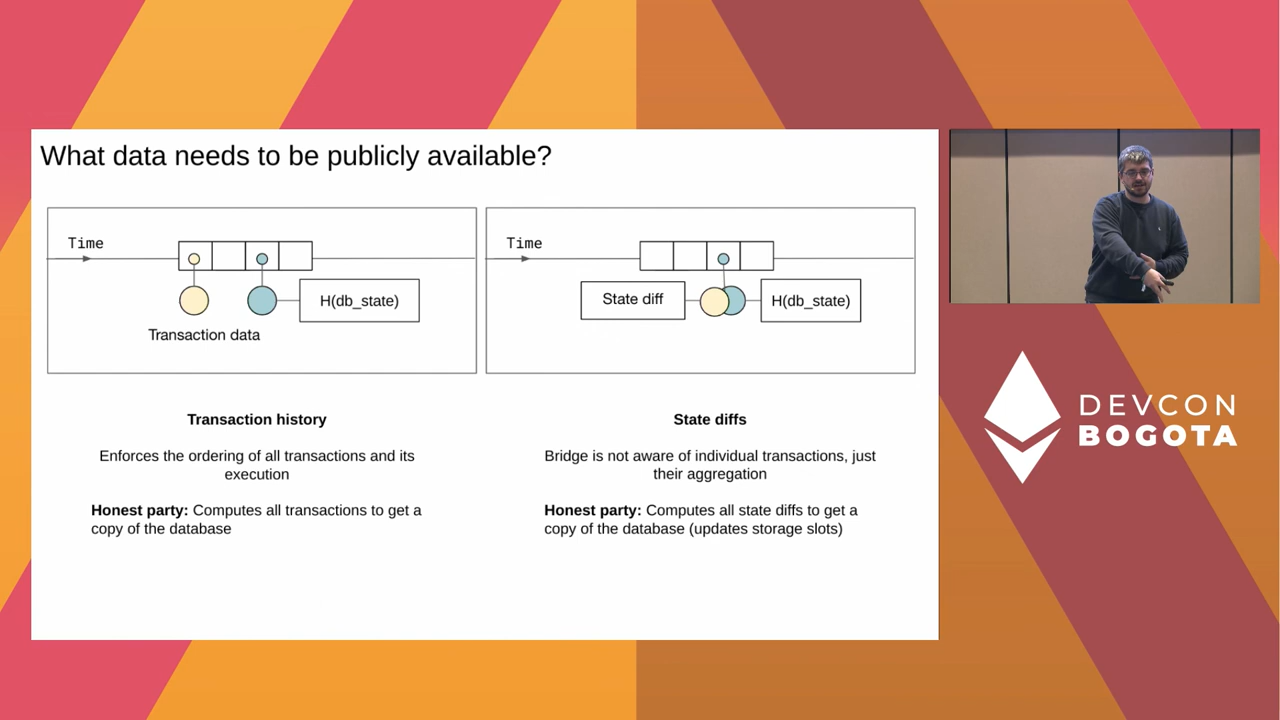 What data needs to be publicly available?
Time
H(db_state)
Transaction data
Time
State diff
H(db_state)
Transaction history
Enforces the ordering of all transactions and its
execution
Honest party: Computes all transactions to get a
copy of the database
State diffs
Bridge is not aware of individual transactions, just
their aggregation
Honest party: Computes all state diffs to get a
copy of the database (updates storage slots)
DEVCON
BOGOTA